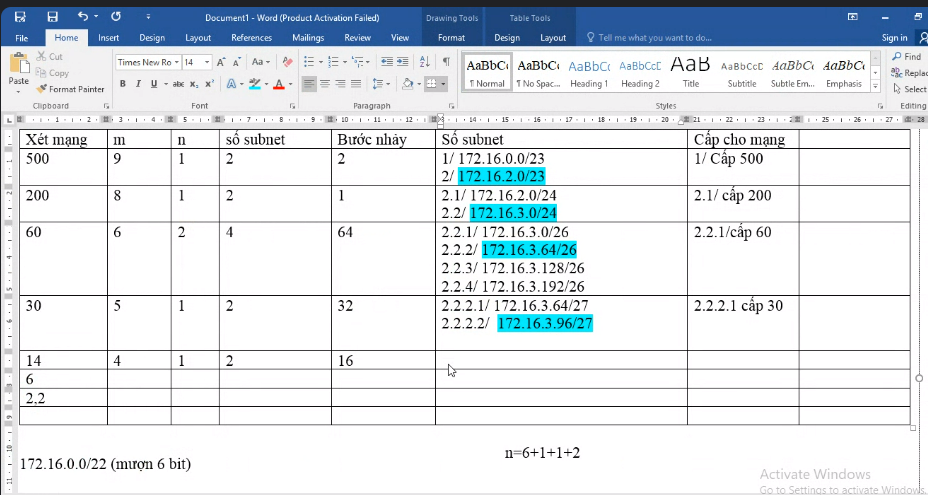 Document1 - Word (Product Activation Failed)
Drawing Tools
Table Tools
File Home Insert Design Layout References Mailings Review View Format Design Layout Tell me what you want to do... Sign in
Paste
Cut
Copy
Format Painter
Clipboard
Times New Ro 14
Font
Paragraph
AaBbCc AaBbCc AaBbCc AaBbCcD AaB AaBbCcD AaBbCc AaBbCc
¶ Normal ¶ No Spac... Heading 1 Heading 2 Title Subtitle Subtle Em... Emphasis
Styles
Find
Replac
Select
Editing
Xét mạng m n số subnet Bước nhảy Số subnet Cấp cho mạng
500 9 1 2 2 1/ 172.16.0.0/23 1/ Cấp 500
2/ 172.16.2.0/23
200 8 1 2 1 2.1/ 172.16.2.0/24 2.1/ cấp 200
2.2/ 172.16.3.0/24
60 6 2 4 64 2.2.1/ 172.16.3.0/26 2.2.1/cấp 60
2.2.2/ 172.16.3.64/26
2.2.3/ 172.16.3.128/26
2.2.4/ 172.16.3.192/26
30 5 1 2 32 2.2.2.1/ 172.16.3.64/27 2.2.2.1 cấp 30
2.2.2.2/ 172.16.3.96/27
14 4 1 2 16
6
2,2
n=6+1+1+2
172.16.0.0/22 (mượn 6 bit)
Activate Windows
Go to Settings to activate Windows.